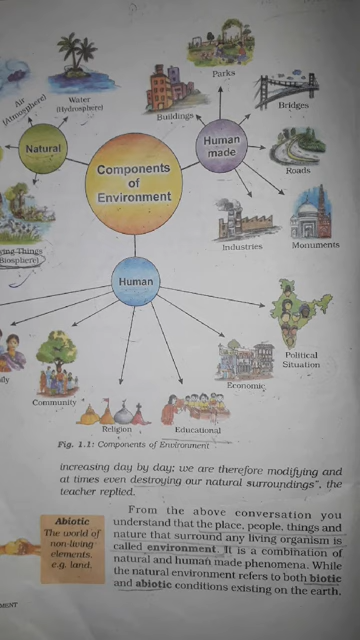 Air
(Atmosphere)
Water
(Hydrosphere)
Parks
Buildings
Bridges
Natural
Human
made
Components
of
Environment
Roads
Industries
Monuments
Things
Biosphere)
Human
Community
Religion
Educational
Economic
Political
Situation
Fig. 1.1: Components of Environment
increasing day by day; we are therefore modifying and
at times even destroying our natural surroundings", the
teacher replied.
Abiotic
The world of
non-living
elements.
e.g. land.
From the above conversation you
understand that the place, people, things and
nature that surround any living organism is
called environment. It is a combination of
natural and human made phenomena. While
the natural environment refers to both biotic
and abiotic conditions existing on the earth.